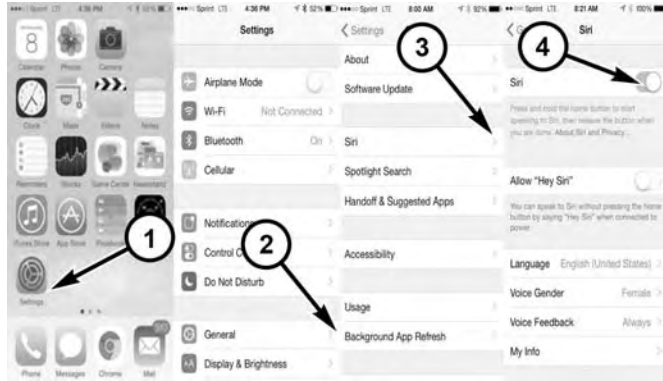 Sprint LTE 4:36 PM 52%
8
Calendar Photos Camera
Clock Maps Videos Notes
Reminders Stocks Game Center Newsstand
iTunes Store App Store
1
Settings
Phone Messages Chrome Mail
Sprint LTE 4:36 PM 52%
Settings
Airplane Mode
Wi-Fi Not Connected
Bluetooth On
Cellular
Notifications
Control C
2
Do Not Disturb
General
Display & Brightness
Sprint LTE 8:00 AM 92%
Settings
3
About
Software Update
Siri
Spotlight Search
Handoff & Suggested Apps
Accessibility
Usage
Background App Refresh
Sprint LTE 8:21 AM 100%
Siri
4
Siri
Press and hold the home button to start
speaking to Siri, then release the button when
you are done. About Siri and Privacy...
Allow "Hey Siri"
You can speak to Siri without pressing the home
button by saying "Hey Siri" when connected to
power.
Language English (United States)
Voice Gender Female
Voice Feedback Always
My Info